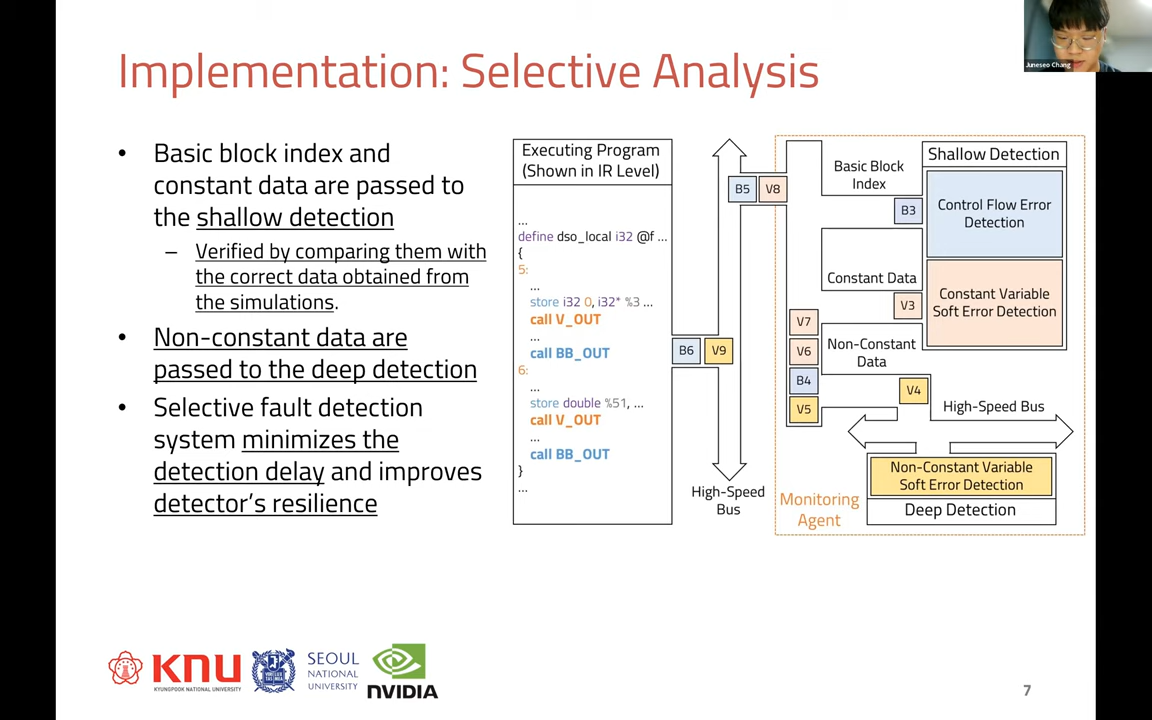 Implementation: Selective Analysis
Juneseo Chang
• Basic block index and
constant data are passed to
the shallow detection
– Verified by comparing them with
the correct data obtained from
the simulations.
• Non-constant data are
passed to the deep detection
• Selective fault detection
system minimizes the
detection delay and improves
detector's resilience
Executing Program
(Shown in IR Level)
...
define dso_local i32 @f ...
{
5:
...
store i32 0, i32* %3 ...
call V_OUT
...
call BB_OUT
6:
...
store double %51, ...
call V_OUT
...
call BB_OUT
}
...
B6 V9
High-Speed
Bus
B5 V8
Basic Block
Index
B3
Constant Data
V3
V7
V6
B4
V5
Non-Constant
Data
V4
Shallow Detection
Control Flow Error
Detection
Constant Variable
Soft Error Detection
High-Speed Bus
Non-Constant Variable
Soft Error Detection
Deep Detection
Monitoring
Agent
KNU
KYUNGPOOK NATIONAL UNIVERSITY
SEOUL
NATIONAL
UNIVERSITY
NVIDIA
7